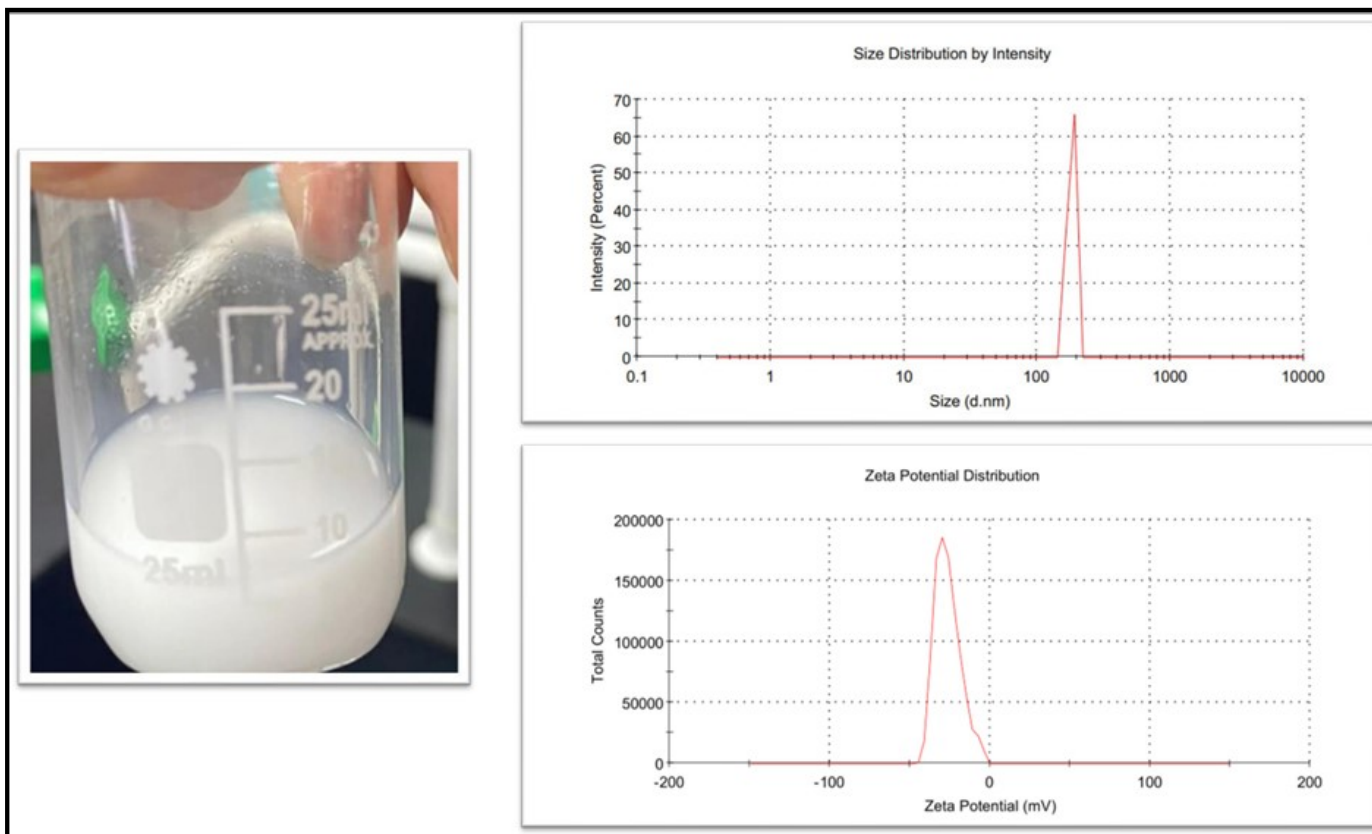 25ml
APPROX.
20
10
25ml
Size Distribution by Intensity
70
60
50
40
30
20
10
0
Intensity (Percent)
0.1 1 10 100 1000 10000
Size (d.nm)
Zeta Potential Distribution
200000
150000
100000
50000
0
Total Counts
-200 -100 0 100 200
Zeta Potential (mV)